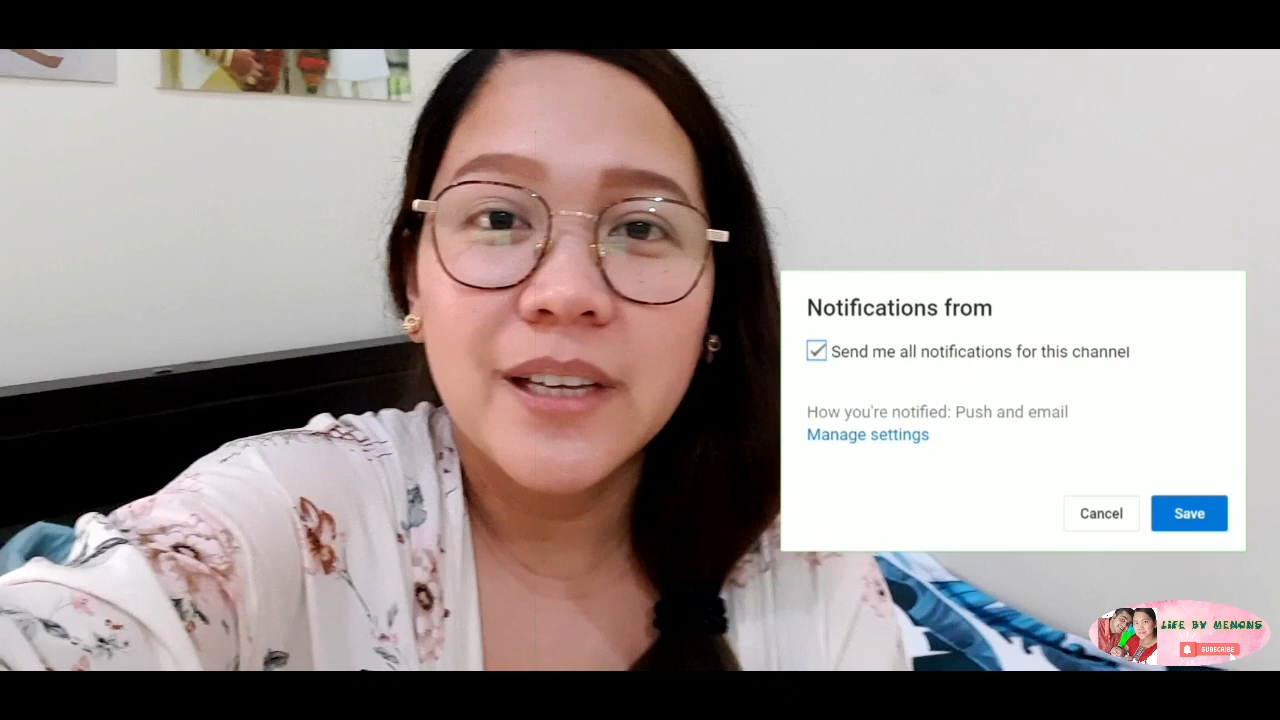 Notifications from
Send me all notifications for this channel
How you're notified: Push and email
Manage settings
Cancel
Save
LIFE BY MENONS
SUBSCRIBE